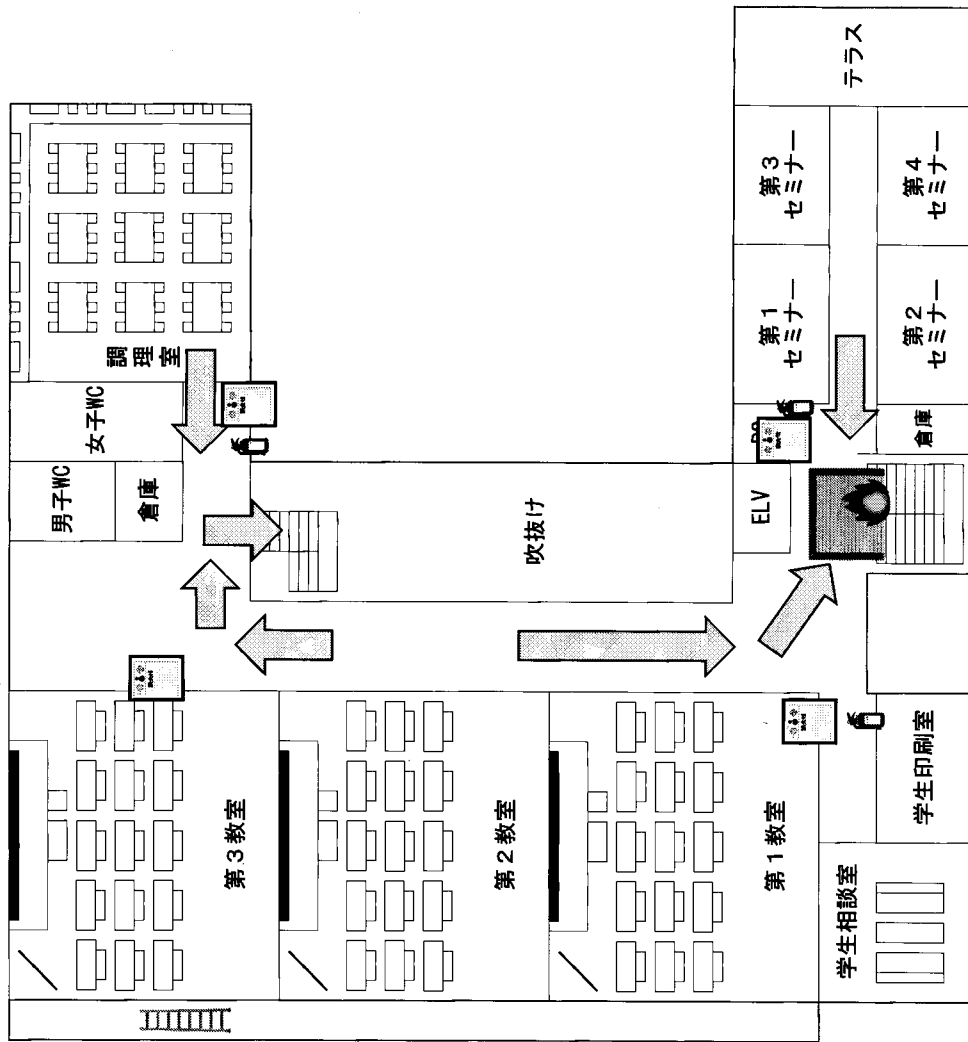 調理室
女子WC
男子WC
倉庫
吹抜け
ELV
テラス
第3
セミナー
第4
セミナー
第1
セミナー
第2
セミナー
倉庫
第3教室
第2教室
第1教室
学生印刷室
学生相談室